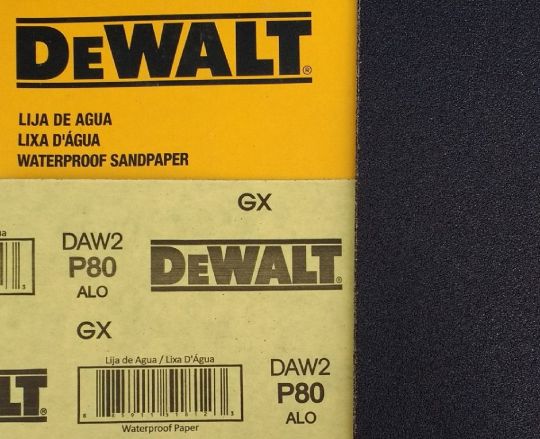 DEWALT®
LIJA DE AGUA
LIXA D'ÁGUA
WATERPROOF SANDPAPER
GX
DAW2
P80
ALO
DEWALT®
GX
Lija de Agua / Lixa D'Água
Waterproof Paper
DAW2
P80
ALO
LT®